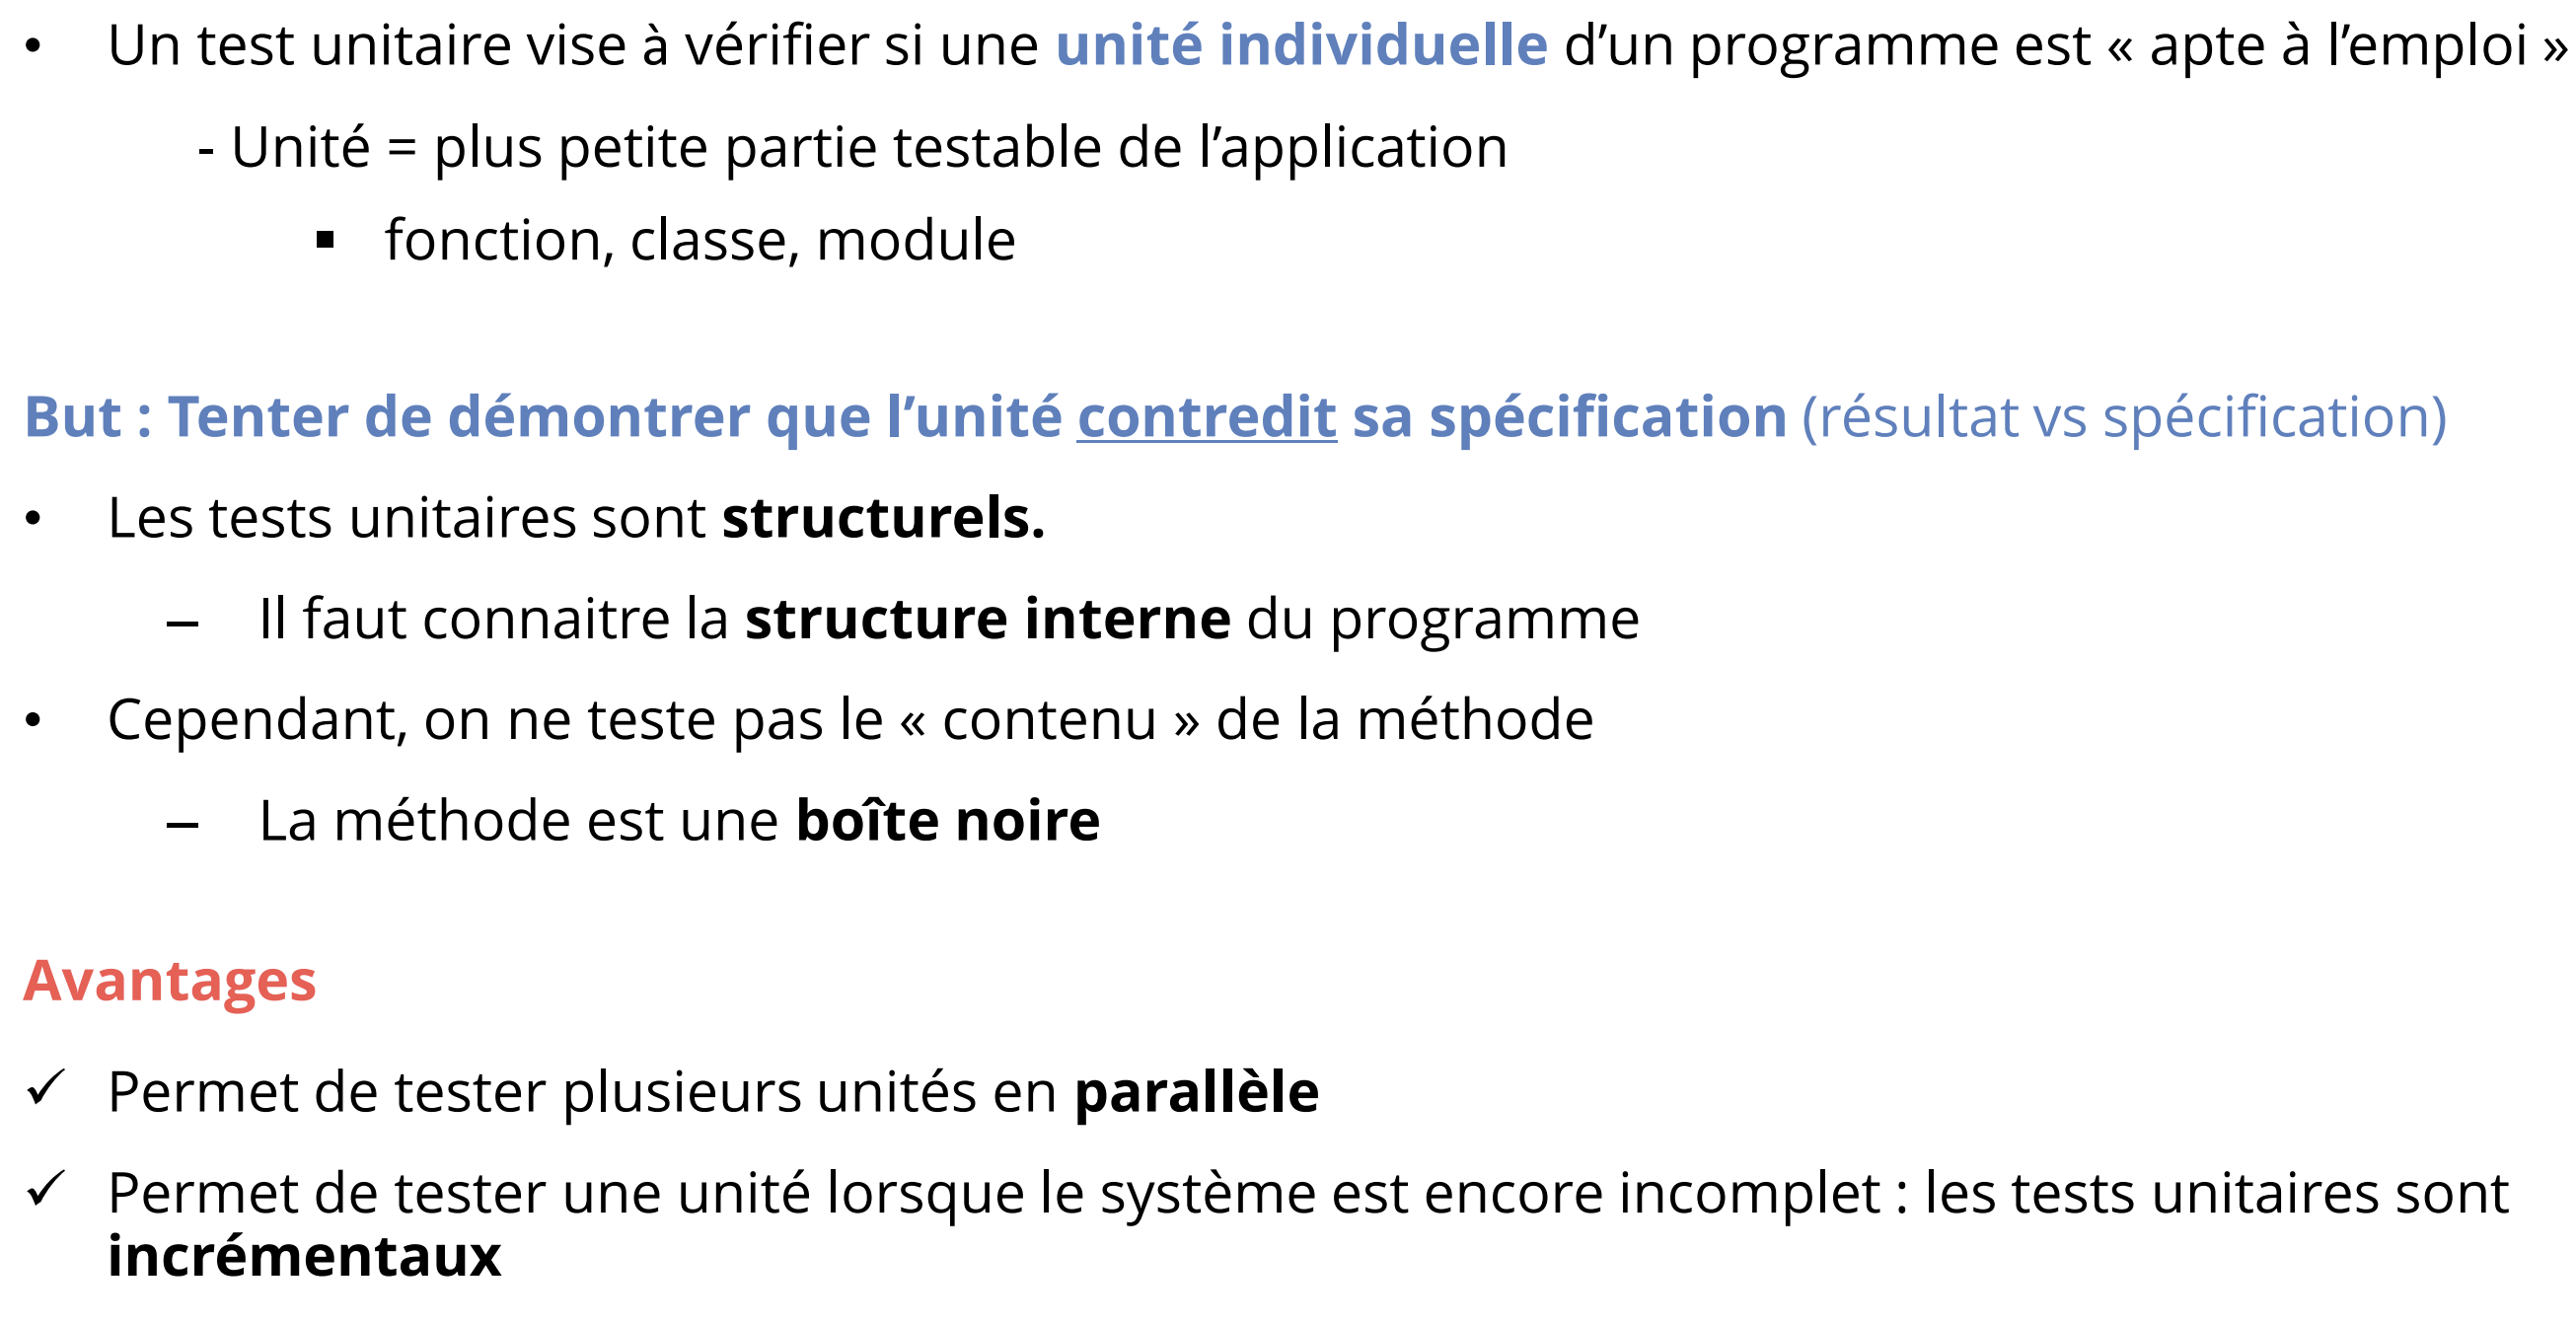 • Un test unitaire vise à vérifier si une unité individuelle d’un programme est « apte à l’emploi »
- Unité = plus petite partie testable de l’application
▪ fonction, classe, module
But : Tenter de démontrer que l’unité contredit sa spécification (résultat vs spécification)
• Les tests unitaires sont structurels.
– Il faut connaitre la structure interne du programme
• Cependant, on ne teste pas le « contenu » de la méthode
– La méthode est une boîte noire
Avantages
✓ Permet de tester plusieurs unités en parallèle
✓ Permet de tester une unité lorsque le système est encore incomplet : les tests unitaires sont
incrémentaux